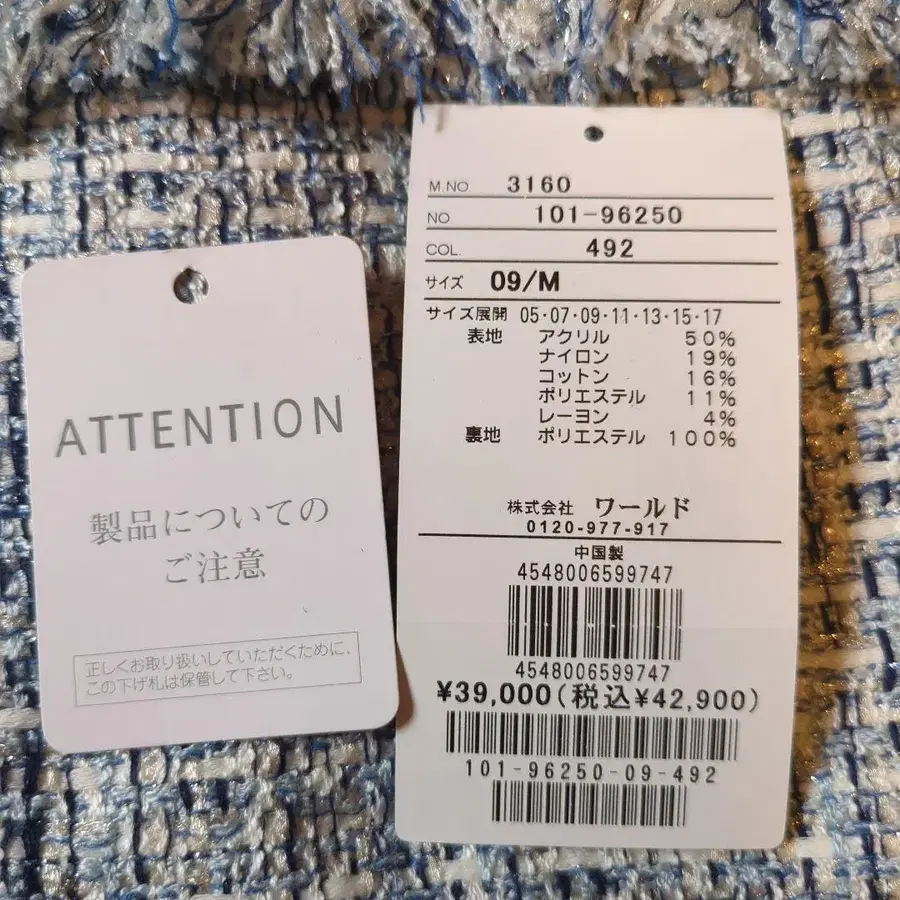 ATTENTION
製品についての
ご注意
正しくお取り扱いしていただくために、
この下げ札は保管して下さい。
M.NO 3160
NO 101-96250
COL. 492
サイズ 09/M
サイズ展開 05・07・09・11・13・15・17
表地 アクリル 50%
ナイロン 19%
コットン 16%
ポリエステル 11%
レーヨン 4%
裏地 ポリエステル 100%
株式会社 ワールド
0120-977-917
中国製
4548006599747
4548006599747
¥39,000(税込¥42,900)
101-96250-09-492